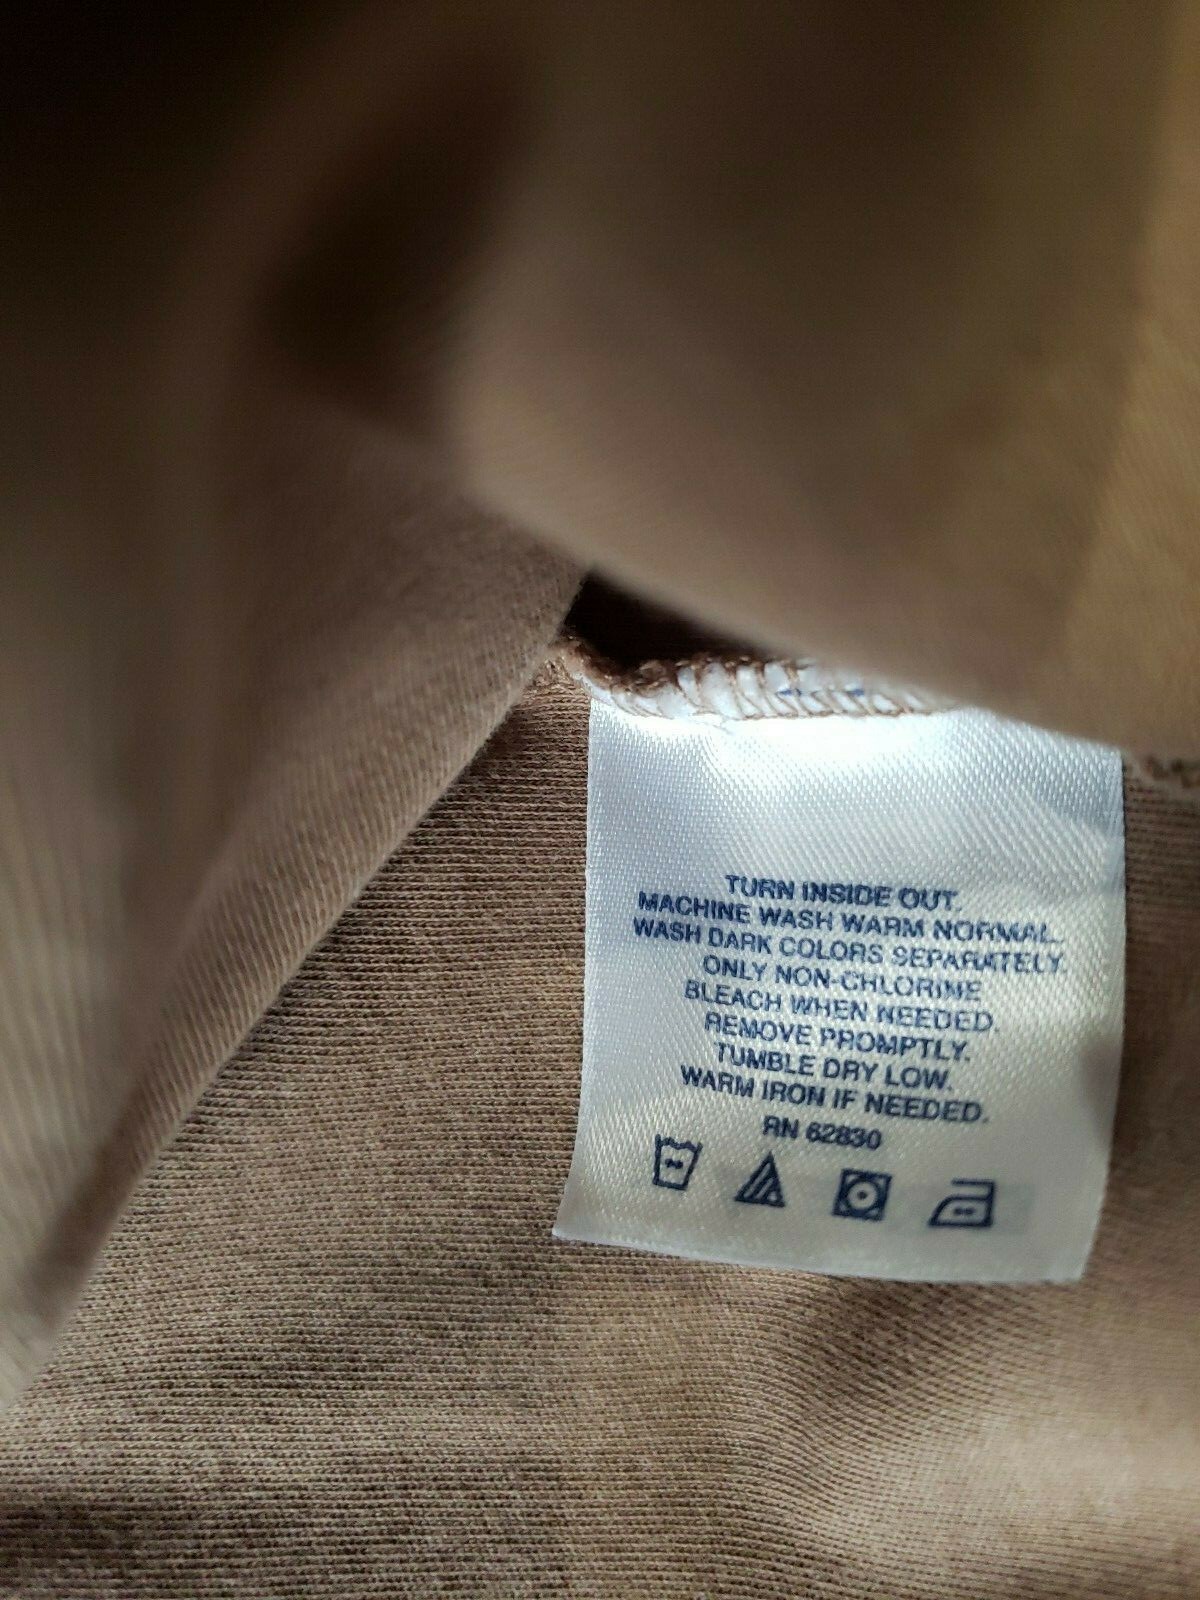 TURN INSIDE OUT.
MACHINE WASH WARM NORMAL.
WASH DARK COLORS SEPARATELY.
ONLY NON-CHLORINE
BLEACH WHEN NEEDED.
REMOVE PROMPTLY.
TUMBLE DRY LOW.
WARM IRON IF NEEDED.
RN 62830